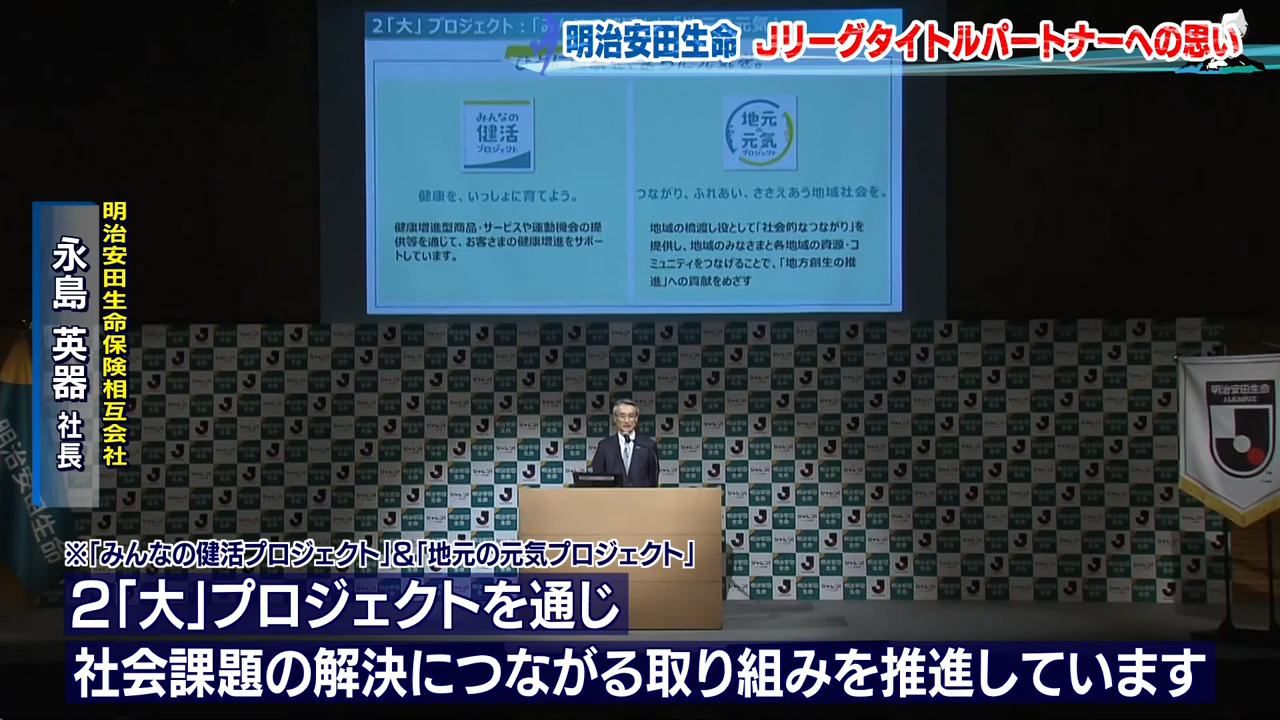 明治安田生命 Jリーグタイトルパートナーへの思い
2「大」プロジェクト:「み
みんなの
健活
プロジェクト
健康を、いっしょに育てよう。
健康増進型商品・サービスや運動機会の提
供等を通じて、お客さまの健康増進をサポー
トしています。
地元
の
元気
プロジェクト
つながり、ふれあい、ささえあう地域社会を。
地域の橋渡し役として「社会的なつながり」を
提供し、地域のみなさまと各地域の資源・コ
ミュニティをつなげることで、「地方創生の推
進」への貢献をめざす
明治安田生命保険相互会社
永島 英器 社長
明治安田生命
明治安田生命
J.LEAGUE
※「みんなの健活プロジェクト」&「地元の元気プロジェクト」
2「大」プロジェクトを通じ
社会課題の解決につながる取り組みを推進しています